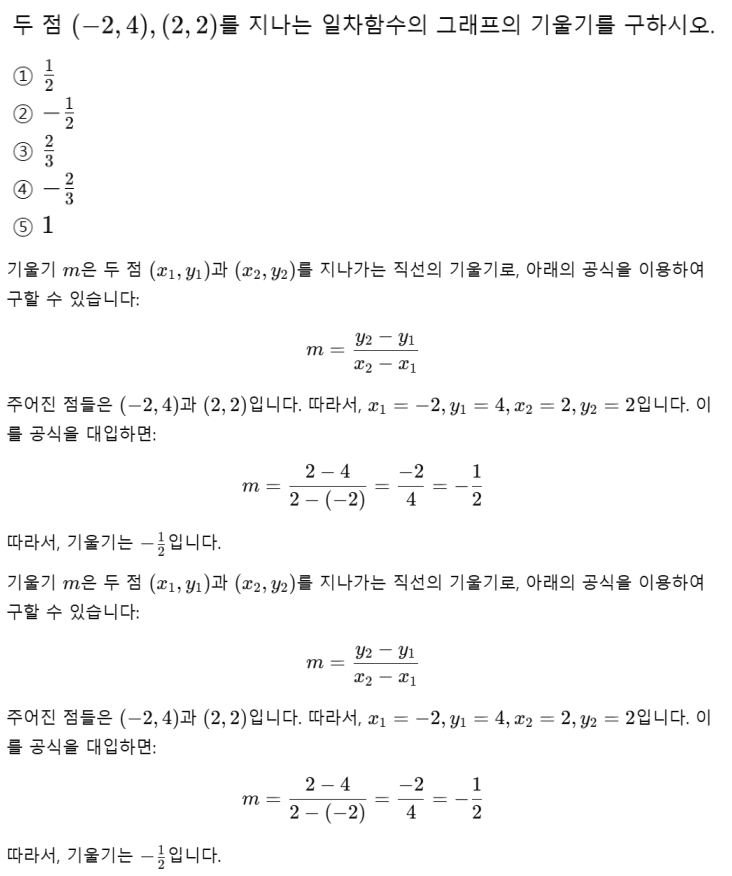 두 점 (−2, 4), (2, 2)를 지나는 일차함수의 그래프의 기울기를 구하시오.
① 1/2
② −1/2
③ 2/3
④ −2/3
⑤ 1
기울기 m은 두 점 (x₁, y₁)과 (x₂, y₂)를 지나가는 직선의 기울기로, 아래의 공식을 이용하여
구할 수 있습니다:
m = (y₂ − y₁)/(x₂ − x₁)
주어진 점들은 (−2, 4)과 (2, 2)입니다. 따라서, x₁ = −2, y₁ = 4, x₂ = 2, y₂ = 2입니다. 이
를 공식을 대입하면:
m = (2 − 4)/(2 − (−2)) = −2/4 = −1/2
따라서, 기울기는 −1/2입니다.
기울기 m은 두 점 (x₁, y₁)과 (x₂, y₂)를 지나가는 직선의 기울기로, 아래의 공식을 이용하여
구할 수 있습니다:
m = (y₂ − y₁)/(x₂ − x₁)
주어진 점들은 (−2, 4)과 (2, 2)입니다. 따라서, x₁ = −2, y₁ = 4, x₂ = 2, y₂ = 2입니다. 이
를 공식을 대입하면:
m = (2 − 4)/(2 − (−2)) = −2/4 = −1/2
따라서, 기울기는 −1/2입니다.